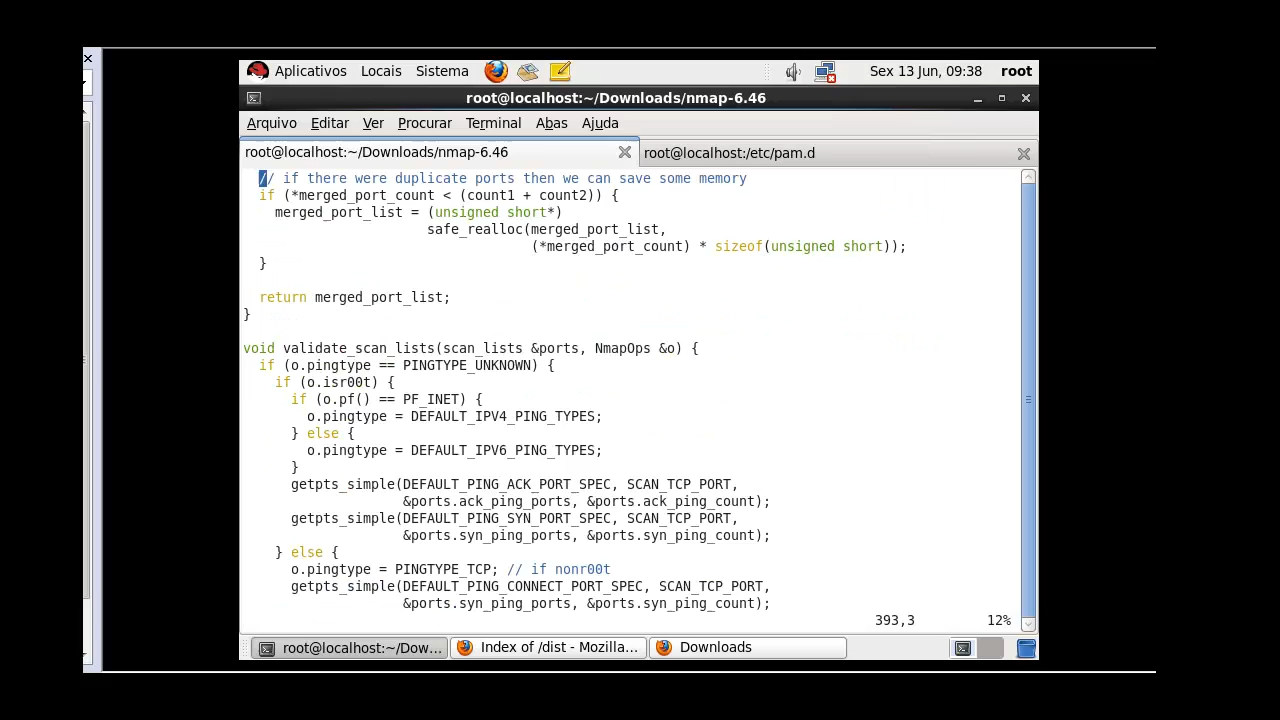 Aplicativos Locais Sistema Sex 13 Jun, 09:38 root
root@localhost:~/Downloads/nmap-6.46
Arquivo Editar Ver Procurar Terminal Abas Ajuda
root@localhost:~/Downloads/nmap-6.46 root@localhost:/etc/pam.d
// if there were duplicate ports then we can save some memory
if (*merged_port_count < (count1 + count2)) {
merged_port_list = (unsigned short*)
safe_realloc(merged_port_list,
(*merged_port_count) * sizeof(unsigned short));
}
return merged_port_list;
}
void validate_scan_lists(scan_lists &ports, NmapOps &o) {
if (o.pingtype == PINGTYPE_UNKNOWN) {
if (o.isr00t) {
if (o.pf() == PF_INET) {
o.pingtype = DEFAULT_IPV4_PING_TYPES;
} else {
o.pingtype = DEFAULT_IPV6_PING_TYPES;
}
getpts_simple(DEFAULT_PING_ACK_PORT_SPEC, SCAN_TCP_PORT,
&ports.ack_ping_ports, &ports.ack_ping_count);
getpts_simple(DEFAULT_PING_SYN_PORT_SPEC, SCAN_TCP_PORT,
&ports.syn_ping_ports, &ports.syn_ping_count);
} else {
o.pingtype = PINGTYPE_TCP; // if nonr00t
getpts_simple(DEFAULT_PING_CONNECT_PORT_SPEC, SCAN_TCP_PORT,
&ports.syn_ping_ports, &ports.syn_ping_count);
393,3 12%
root@localhost:~/Dow... Index of /dist - Mozilla... Downloads